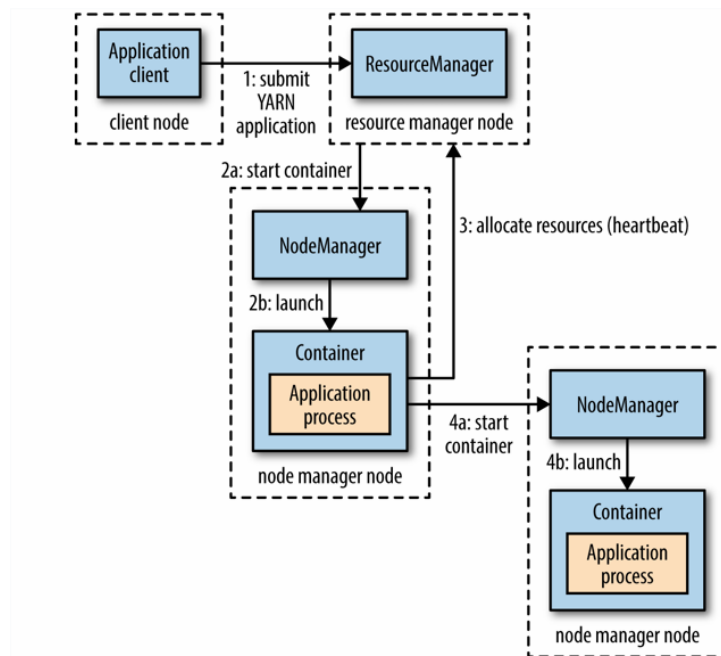 Application
client
client node
1: submit
YARN
application
ResourceManager
resource manager node
2a: start container
NodeManager
2b: launch
Container
Application
process
node manager node
3: allocate resources (heartbeat)
4a: start
container
NodeManager
4b: launch
Container
Application
process
node manager node